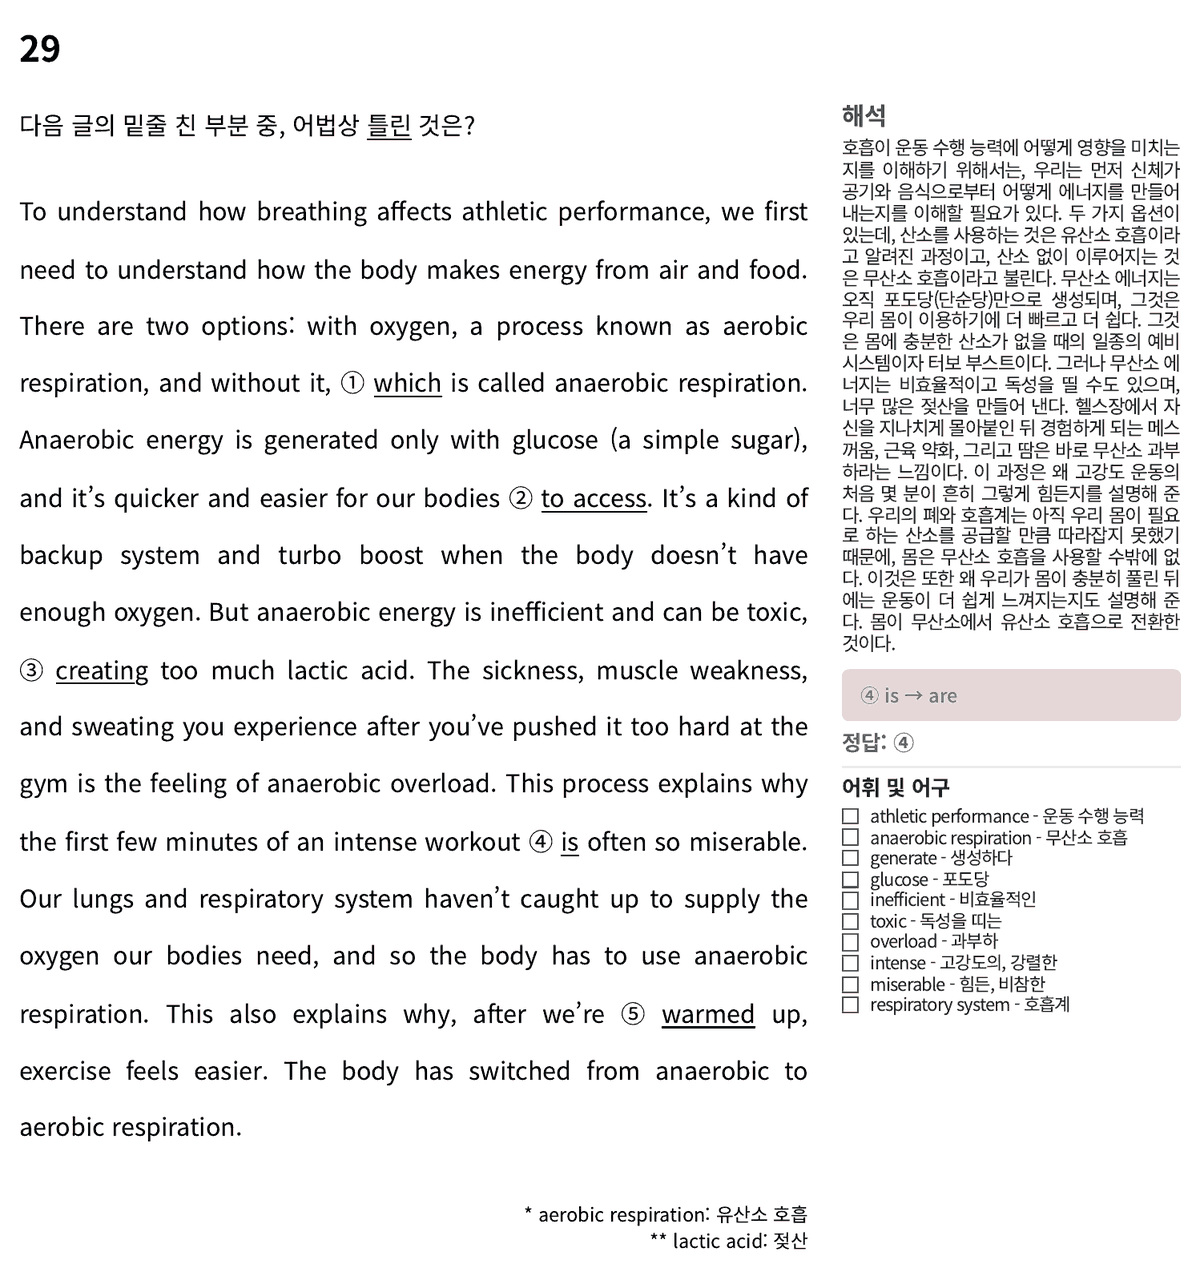 29
다음 글의 밑줄 친 부분 중, 어법상 틀린 것은?
To understand how breathing affects athletic performance, we first
need to understand how the body makes energy from air and food.
There are two options: with oxygen, a process known as aerobic
respiration, and without it, ① which is called anaerobic respiration.
Anaerobic energy is generated only with glucose (a simple sugar),
and it’s quicker and easier for our bodies ② to access. It’s a kind of
backup system and turbo boost when the body doesn’t have
enough oxygen. But anaerobic energy is inefficient and can be toxic,
③ creating too much lactic acid. The sickness, muscle weakness,
and sweating you experience after you’ve pushed it too hard at the
gym is the feeling of anaerobic overload. This process explains why
the first few minutes of an intense workout ④ is often so miserable.
Our lungs and respiratory system haven’t caught up to supply the
oxygen our bodies need, and so the body has to use anaerobic
respiration. This also explains why, after we’re ⑤ warmed up,
exercise feels easier. The body has switched from anaerobic to
aerobic respiration.
* aerobic respiration: 유산소 호흡
** lactic acid: 젖산
해석
호흡이 운동 수행 능력에 어떻게 영향을 미치는
지를 이해하기 위해서는, 우리는 먼저 신체가
공기와 음식으로부터 어떻게 에너지를 만들어
내는지를 이해할 필요가 있다. 두 가지 옵션이
있는데, 산소를 사용하는 것은 유산소 호흡이라
고 알려진 과정이고, 산소 없이 이루어지는 것
은 무산소 호흡이라고 불린다. 무산소 에너지는
오직 포도당(단순당)만으로 생성되며, 그것은
우리 몸이 이용하기에 더 빠르고 더 쉽다. 그것
은 몸에 충분한 산소가 없을 때의 일종의 예비
시스템이자 터보 부스트이다. 그러나 무산소 에
너지는 비효율적이고 독성을 띨 수도 있으며,
너무 많은 젖산을 만들어 낸다. 헬스장에서 자
신을 지나치게 몰아붙인 뒤 경험하게 되는 메스
꺼움, 근육 약화, 그리고 땀은 바로 무산소 과부
하라는 느낌이다. 이 과정은 왜 고강도 운동의
처음 몇 분이 흔히 그렇게 힘든지를 설명해 준
다. 우리의 폐와 호흡계는 아직 우리 몸이 필요
로 하는 산소를 공급할 만큼 따라잡지 못했기
때문에, 몸은 무산소 호흡을 사용할 수밖에 없
다. 이것은 또한 왜 우리가 몸이 충분히 풀린 뒤
에는 운동이 더 쉽게 느껴지는지도 설명해 준
다. 몸이 무산소에서 유산소 호흡으로 전환한
것이다.
④ is → are
정답: ④
어휘 및 어구
athletic performance - 운동 수행 능력
anaerobic respiration - 무산소 호흡
generate - 생성하다
glucose - 포도당
inefficient - 비효율적인
toxic - 독성을 띠는
overload - 과부하
intense - 고강도의, 강렬한
miserable - 힘든, 비참한
respiratory system - 호흡계